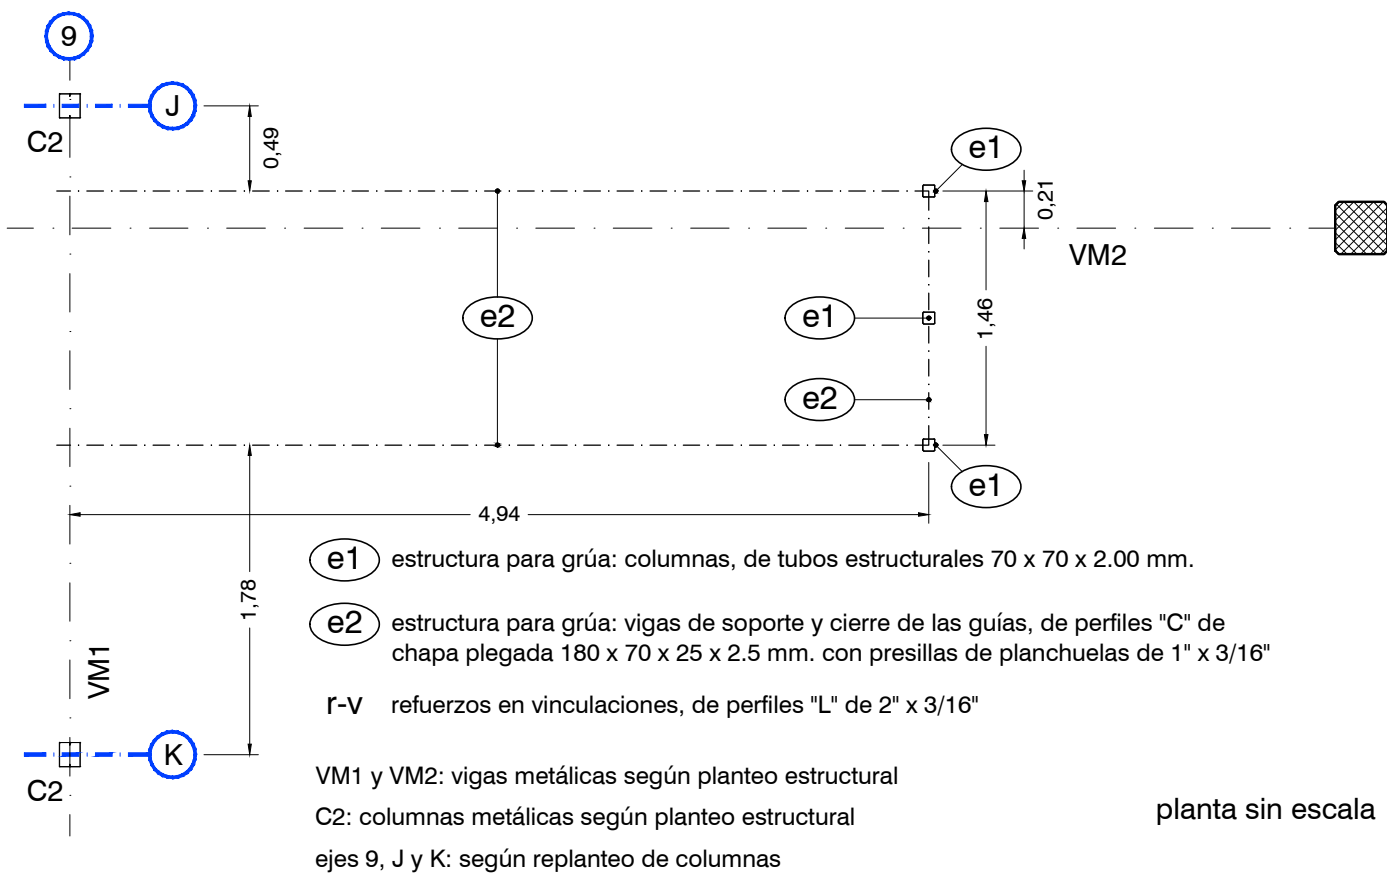 9
J
C2
0,49
e1
0,21
VM2
e2
e1
1,46
e2
e1
4,94
1,78
VM1
e1 estructura para grúa: columnas, de tubos estructurales 70 x 70 x 2.00 mm.
e2 estructura para grúa: vigas de soporte y cierre de las guías, de perfiles "C" de
chapa plegada 180 x 70 x 25 x 2.5 mm. con presillas de planchuelas de 1" x 3/16"
r-v refuerzos en vinculaciones, de perfiles "L" de 2" x 3/16"
K
C2
VM1 y VM2: vigas metálicas según planteo estructural
C2: columnas metálicas según planteo estructural
ejes 9, J y K: según replanteo de columnas
planta sin escala